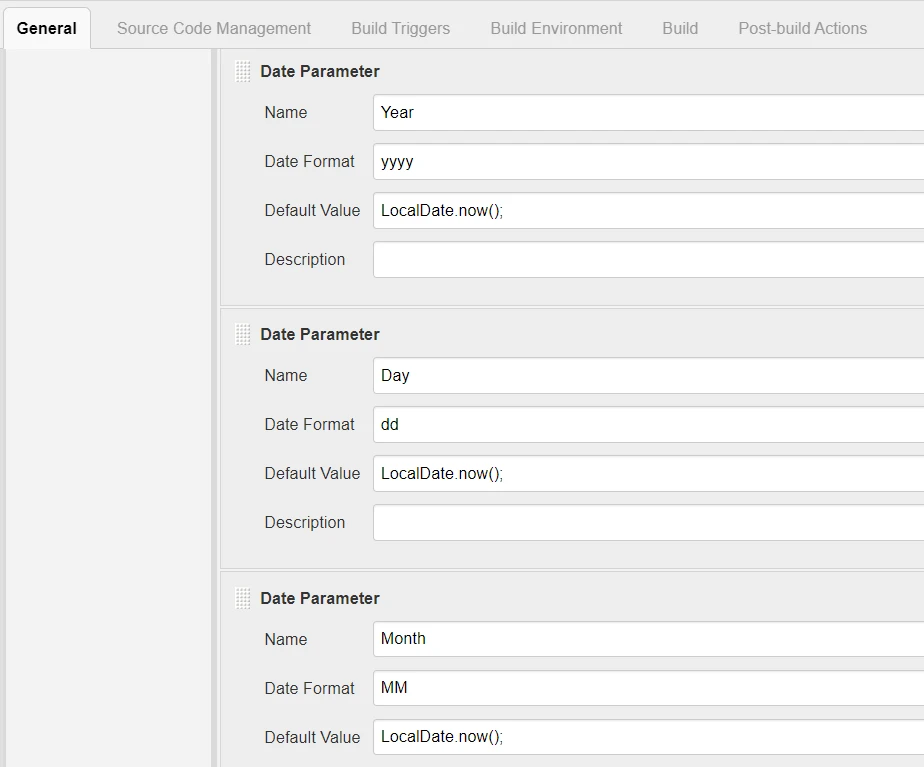 General Source Code Management Build Triggers Build Environment Build Post-build Actions
Date Parameter
Name Year
Date Format yyyy
Default Value LocalDate.now();
Description
Date Parameter
Name Day
Date Format dd
Default Value LocalDate.now();
Description
Date Parameter
Name Month
Date Format MM
Default Value LocalDate.now();